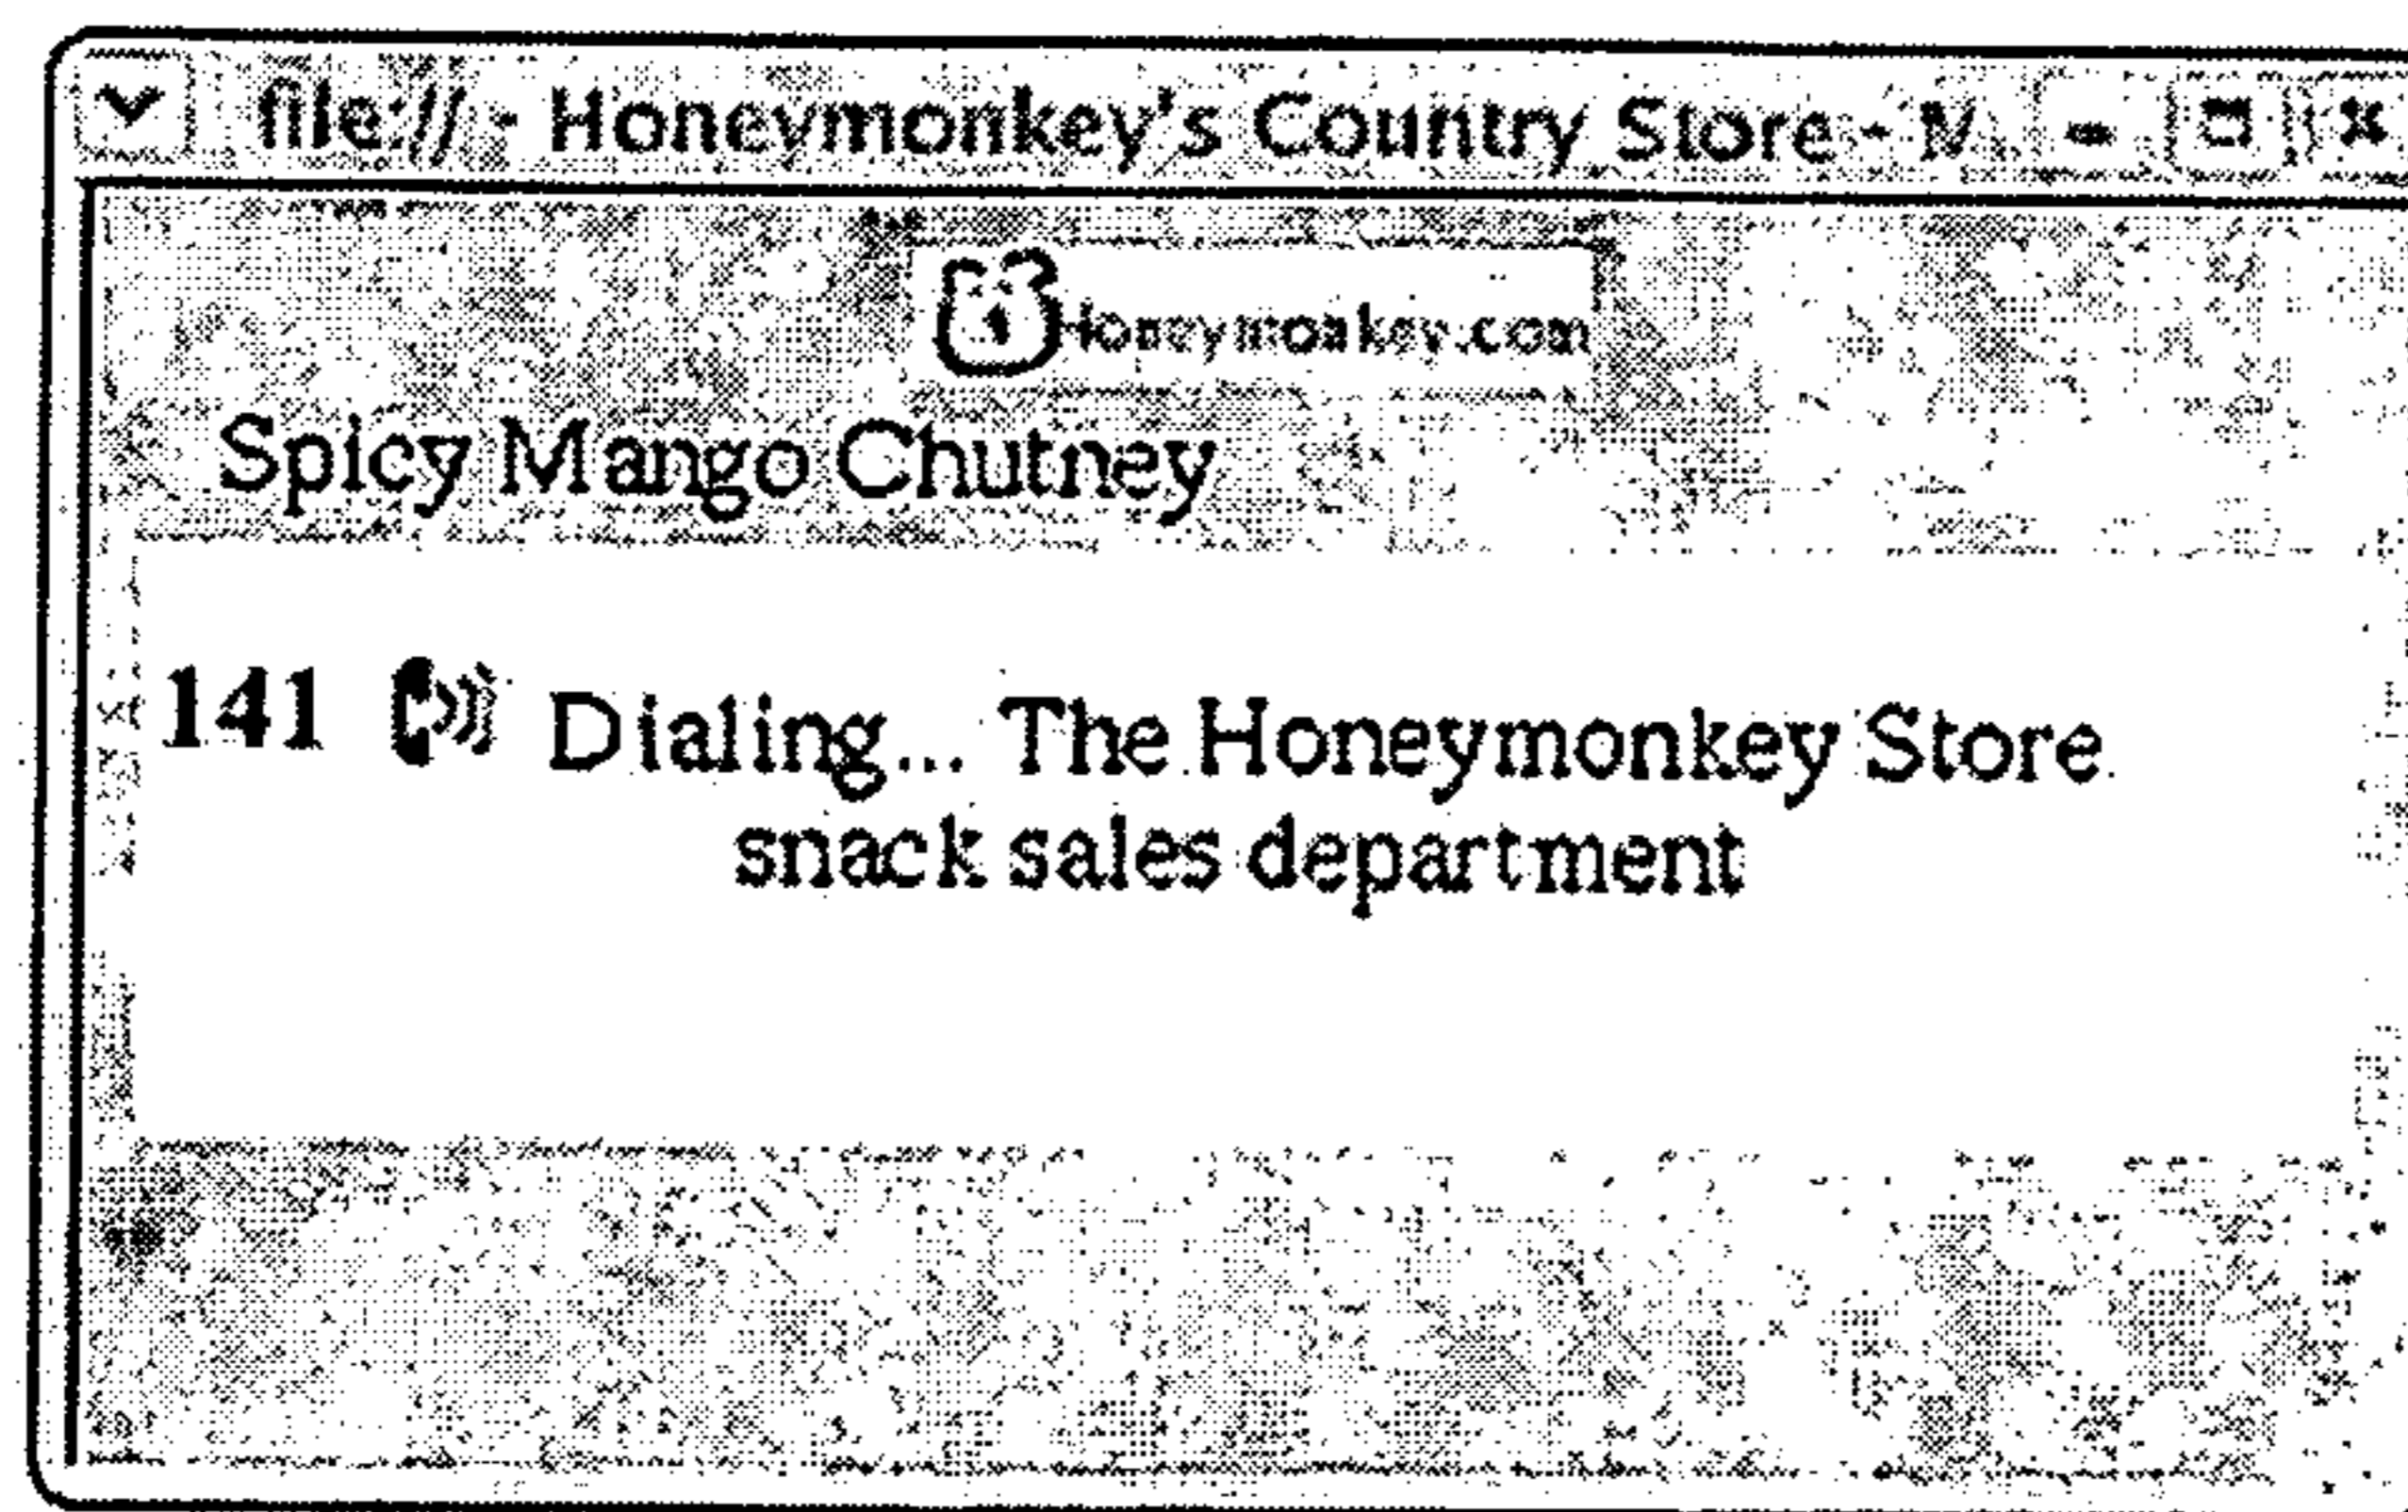 file:// - Honeymonkey's Country Store - M
Honeymonkey.com
Spicy Mango Chutney
141 Dialing... The Honeymonkey Store
snack sales department